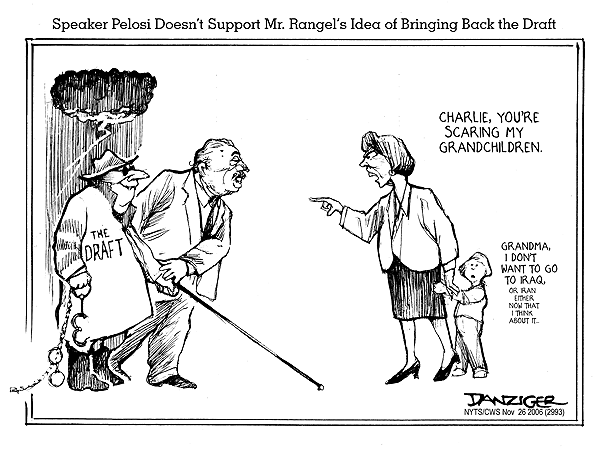 Speaker Pelosi Doesn't Support Mr. Rangel's Idea of Bringing Back the Draft
CHARLIE, YOU'RE
SCARING MY
GRANDCHILDREN.
THE
DRAFT
GRANDMA,
I DON'T
WANT TO GO
TO IRAQ,
OR IRAN
EITHER
NOW THAT
I THINK
ABOUT IT..
DANZIGER
NYTS/CWS Nov 26 2006 (2993)